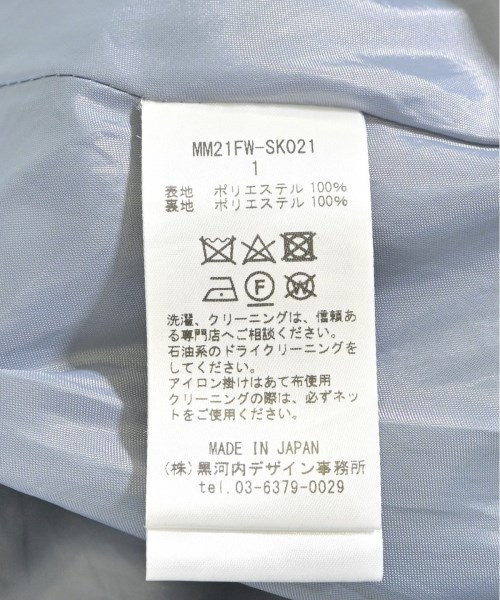 MM21FW-SK021
1
表地 ポリエステル 100%
裏地 ポリエステル 100%
F W
洗濯、クリーニングは、信頼あ
る専門店へご相談ください。
石油系のドライクリーニングを
してください。
アイロン掛けはあて布使用
クリーニングの際は、必ずネッ
トをご使用ください。
MADE IN JAPAN
(株)黒河内デザイン事務所
tel.03-6379-0029